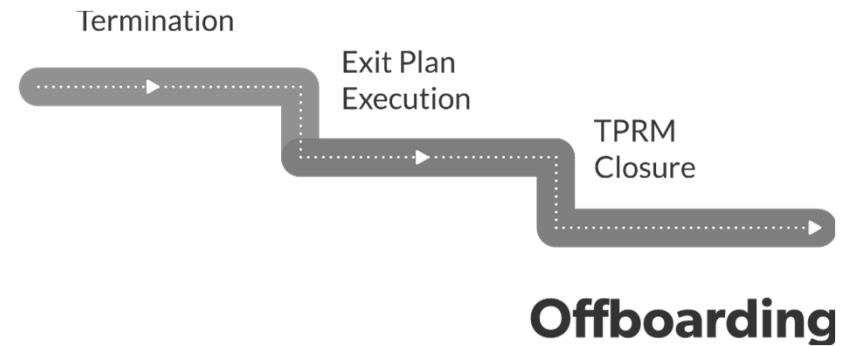 Termination
Exit Plan
Execution
TPRM
Closure
Offboarding